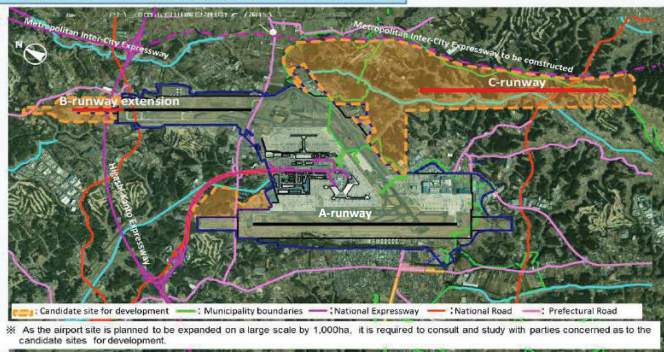 Metropolitan Inter-City Expressway
Metropolitan Inter-City Expressway to be constructed
N
C-runway
B-runway extension
Higashi-Kanto Expressway
A-runway
: Candidate site for development
: Municipality boundaries
: National Expressway
: National Road
: Prefectural Road
※ As the airport site is planned to be expanded on a large scale by 1,000ha, it is required to consult and study with parties concerned as to the
candidate sites for development.